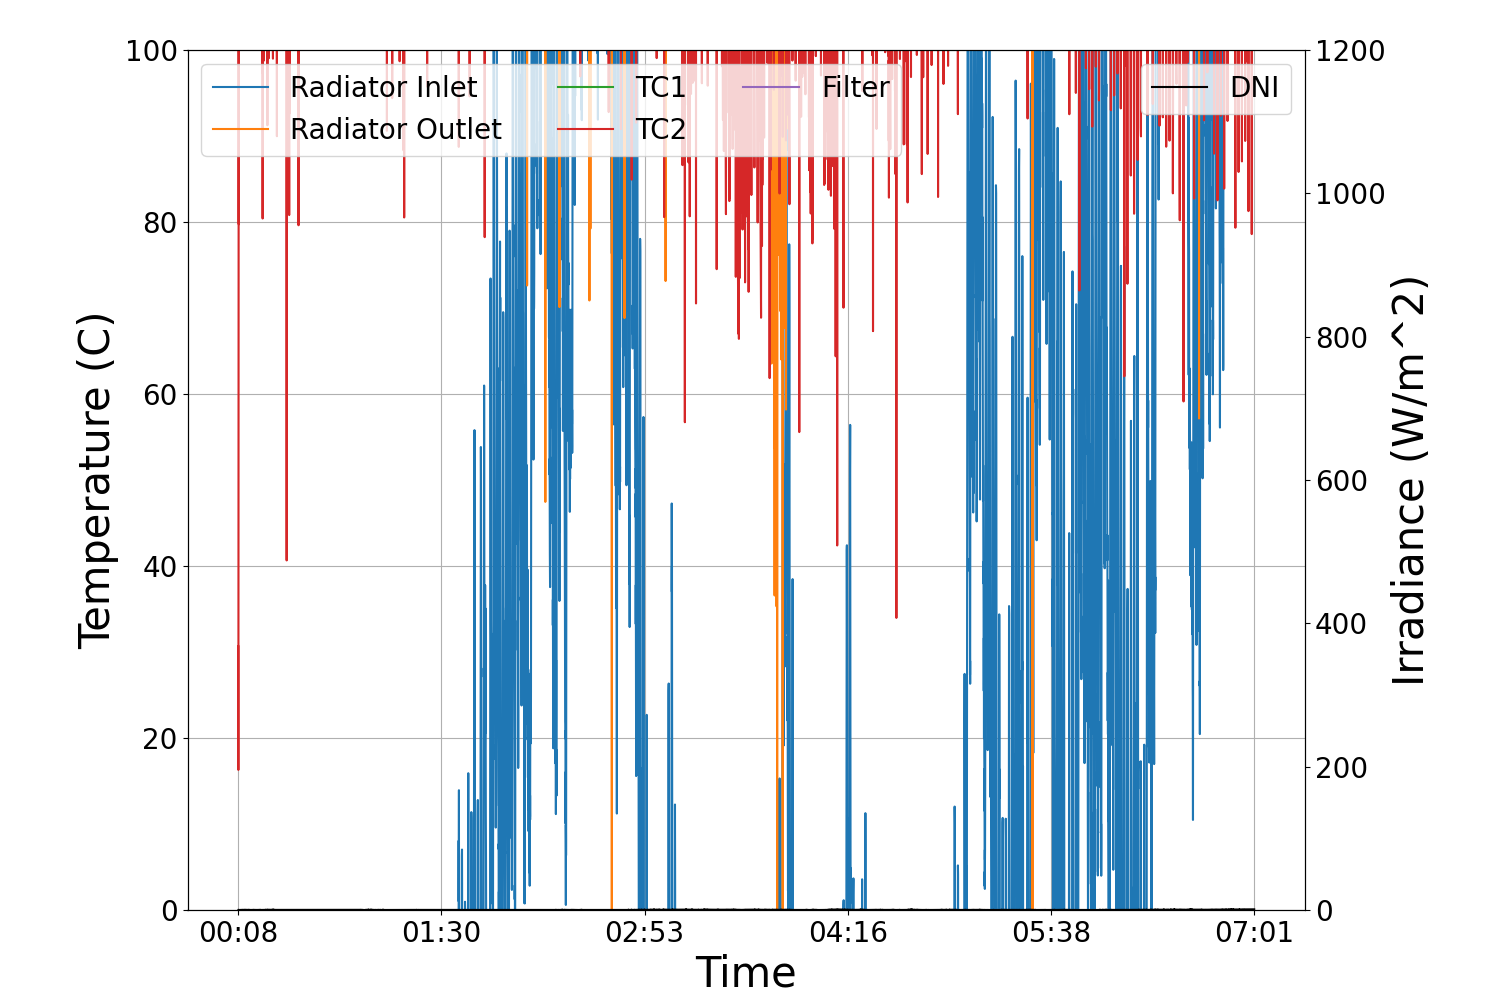 100
80
60
40
20
0
Temperature (C)
Radiator Inlet
Radiator Outlet
TC1
TC2
Filter
DNI
1200
1000
800
600
400
200
0
Irradiance (W/m^2)
00:08
01:30
02:53
04:16
05:38
07:01
Time